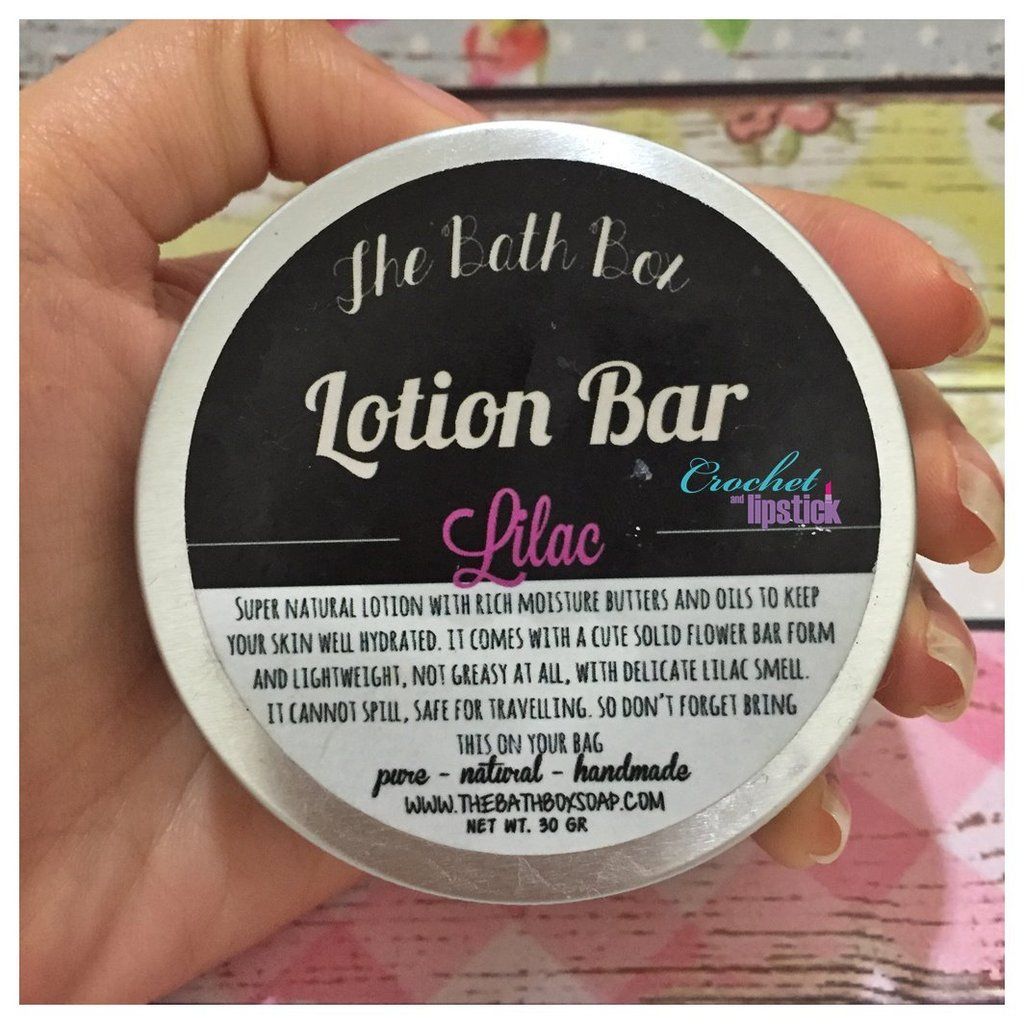 The Bath Box
Lotion Bar
Crochet
and lipstick
Lilac
SUPER NATURAL LOTION WITH RICH MOISTURE BUTTERS AND OILS TO KEEP
YOUR SKIN WELL HYDRATED. IT COMES WITH A CUTE SOLID FLOWER BAR FORM
AND LIGHTWEIGHT, NOT GREASY AT ALL, WITH DELICATE LILAC SMELL.
IT CANNOT SPILL, SAFE FOR TRAVELLING. SO DON'T FORGET BRING
THIS ON YOUR BAG
pure - natural - handmade
WWW.THEBATHBOXSOAP.COM
NET WT. 30 GR